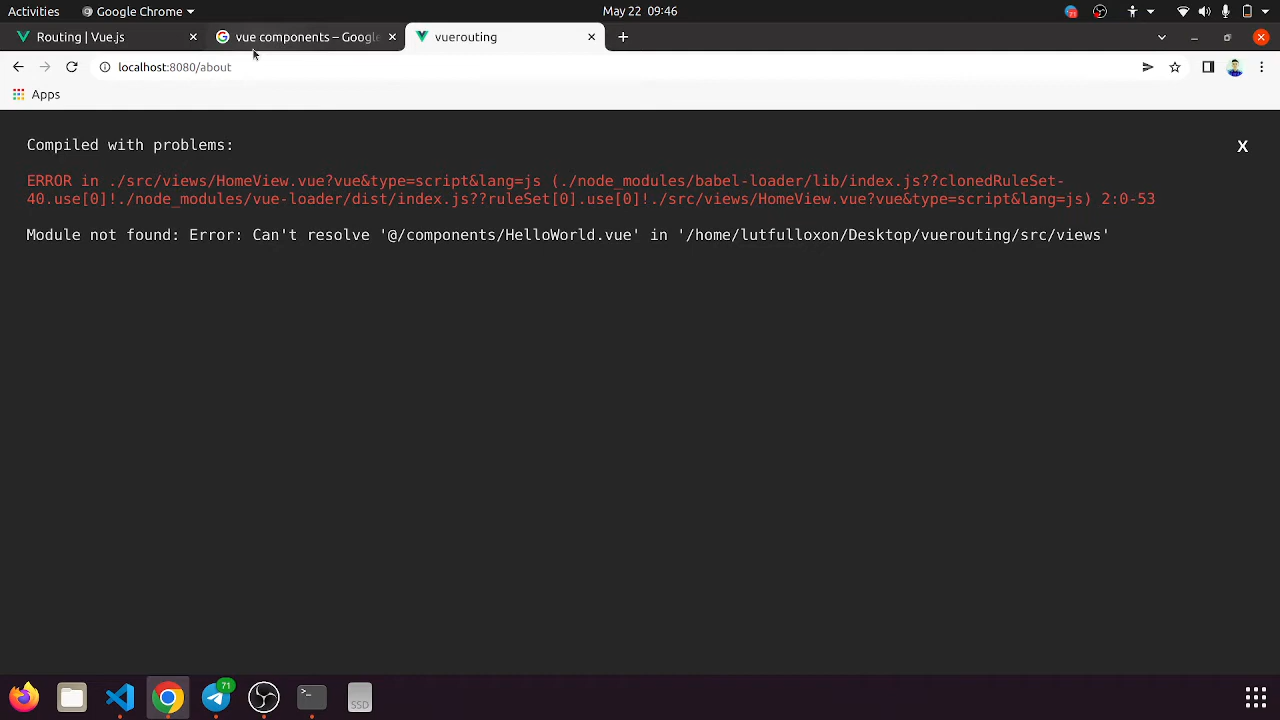 Activities
Google Chrome
May 22 09:46
71
Routing | Vue.js
vue components – Google
vuerouting
localhost:8080/about
Apps
Compiled with problems:
X
ERROR in ./src/views/HomeView.vue?vue&type=script&lang=js (./node_modules/babel-loader/lib/index.js??clonedRuleSet-
40.use[0]!./node_modules/vue-loader/dist/index.js??ruleSet[0].use[0]!./src/views/HomeView.vue?vue&type=script&lang=js) 2:0-53
Module not found: Error: Can't resolve '@/components/HelloWorld.vue' in '/home/lutfulloxon/Desktop/vuerouting/src/views'
71
>_
SSD